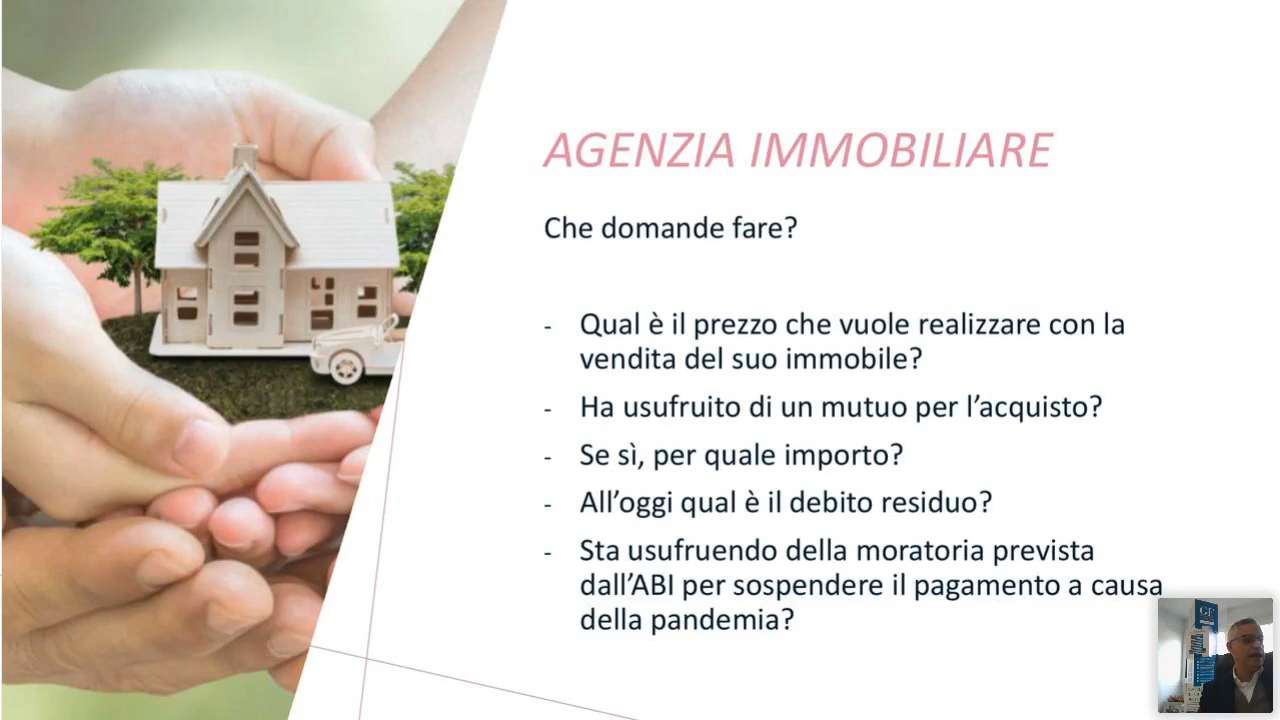 AGENZIA IMMOBILIARE
Che domande fare?
- Qual è il prezzo che vuole realizzare con la
vendita del suo immobile?
- Ha usufruito di un mutuo per l’acquisto?
- Se sì, per quale importo?
- All’oggi qual è il debito residuo?
- Sta usufruendo della moratoria prevista
dall’ABI per sospendere il pagamento a causa
della pandemia?